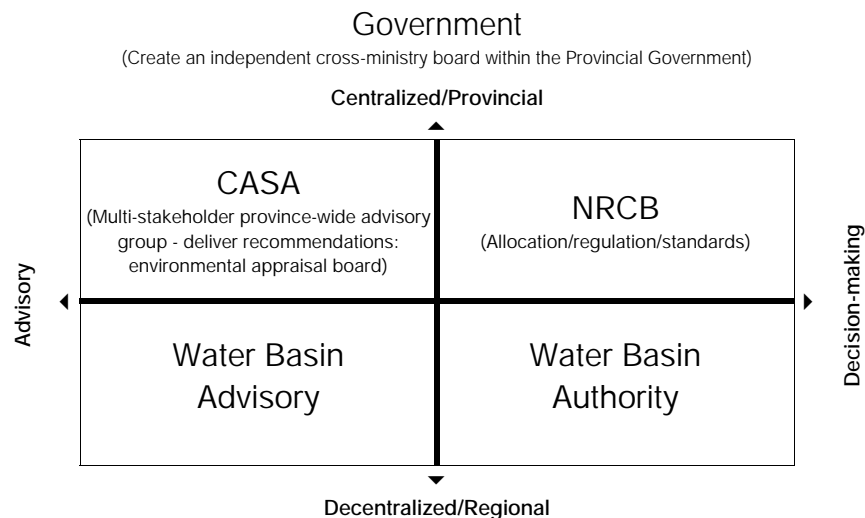 Government
(Create an independent cross-ministry board within the Provincial Government)
Centralized/Provincial
CASA
(Multi-stakeholder province-wide advisory
group - deliver recommendations:
environmental appraisal board)
NRCB
(Allocation/regulation/standards)
Advisory
Decision-making
Water Basin
Advisory
Water Basin
Authority
Decentralized/Regional